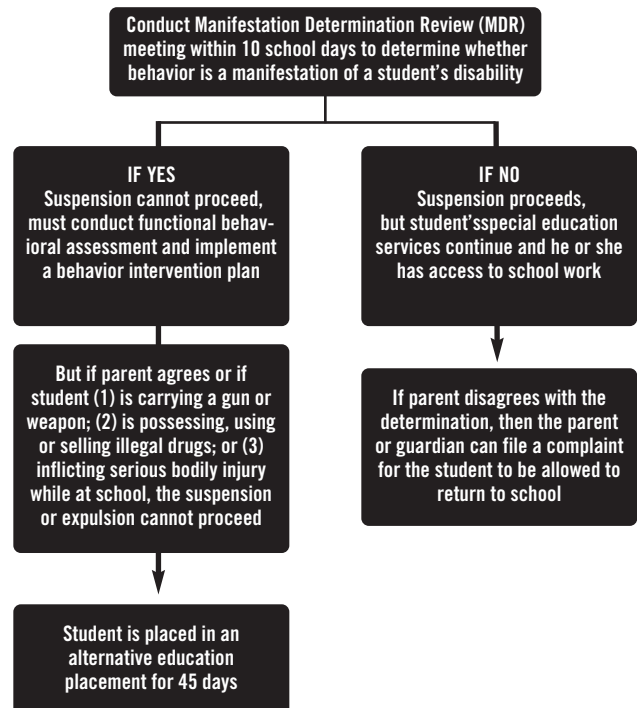 Conduct Manifestation Determination Review (MDR)
meeting within 10 school days to determine whether
behavior is a manifestation of a student's disability
IF YES
Suspension cannot proceed,
must conduct functional behav-
ioral assessment and implement
a behavior intervention plan
IF NO
Suspension proceeds,
but student'sspecial education
services continue and he or she
has access to school work
But if parent agrees or if
student (1) is carrying a gun or
weapon; (2) is possessing, using
or selling illegal drugs; or (3)
inflicting serious bodily injury
while at school, the suspension
or expulsion cannot proceed
If parent disagrees with the
determination, then the parent
or guardian can file a complaint
for the student to be allowed to
return to school
Student is placed in an
alternative education
placement for 45 days